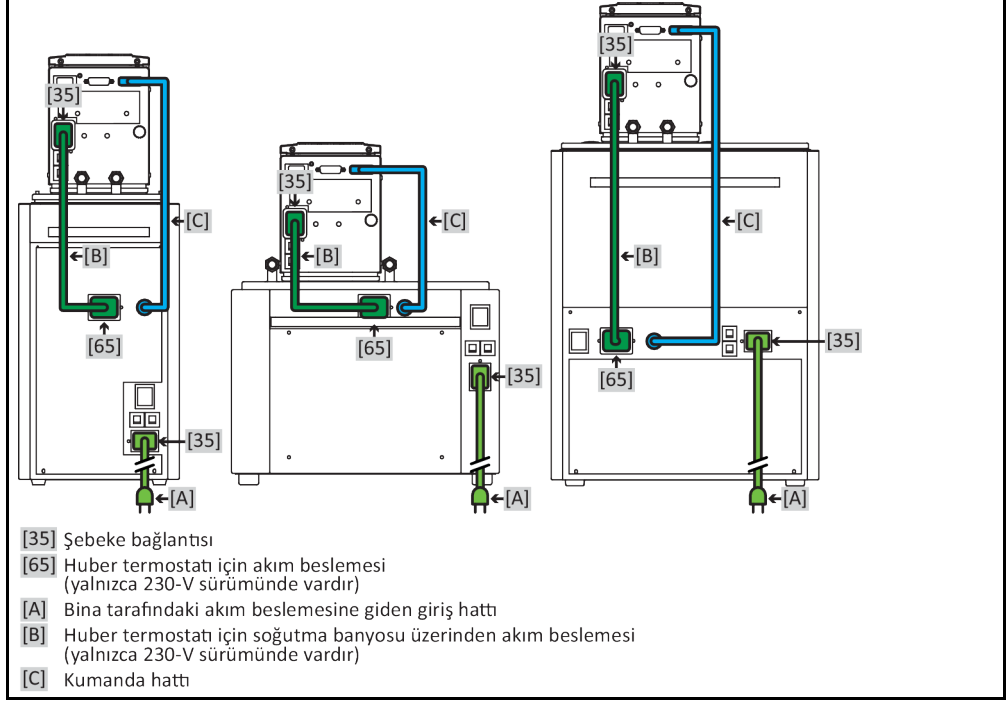 [35]
[35]
[35]
[C]
[C]
[C]
[B]
[B]
[B]
[65]
[65]
[65]
[35]
[35]
[35]
[A]
[A]
[A]
[35] Şebeke bağlantısı
[65] Huber termostatı için akım beslemesi
(yalnızca 230-V sürümünde vardır)
[A] Bina tarafındaki akım beslemesine giden giriş hattı
[B] Huber termostatı için soğutma banyosu üzerinden akım beslemesi
(yalnızca 230-V sürümünde vardır)
[C] Kumanda hattı